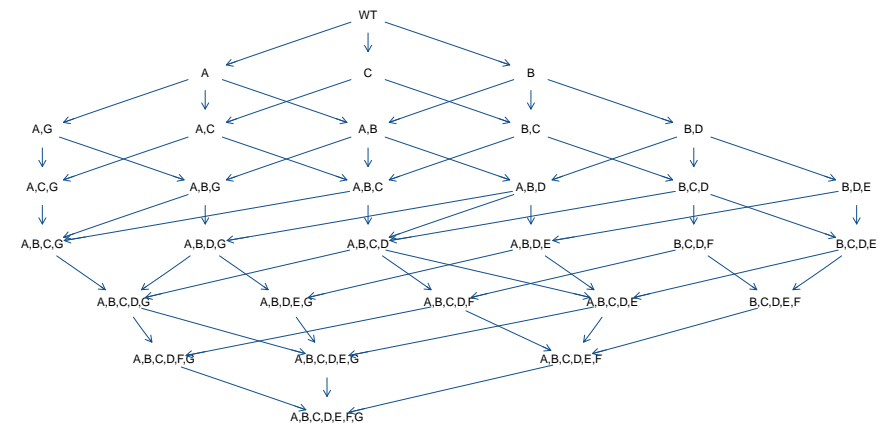 WT
A
C
B
A,G
A,C
A,B
B,C
B,D
A,C,G
A,B,G
A,B,C
A,B,D
B,C,D
B,D,E
A,B,C,G
A,B,D,G
A,B,C,D
A,B,D,E
B,C,D,F
B,C,D,E
A,B,C,D,G
A,B,D,E,G
A,B,C,D,F
A,B,C,D,E
B,C,D,E,F
A,B,C,D,F,G
A,B,C,D,E,G
A,B,C,D,E,F
A,B,C,D,E,F,G